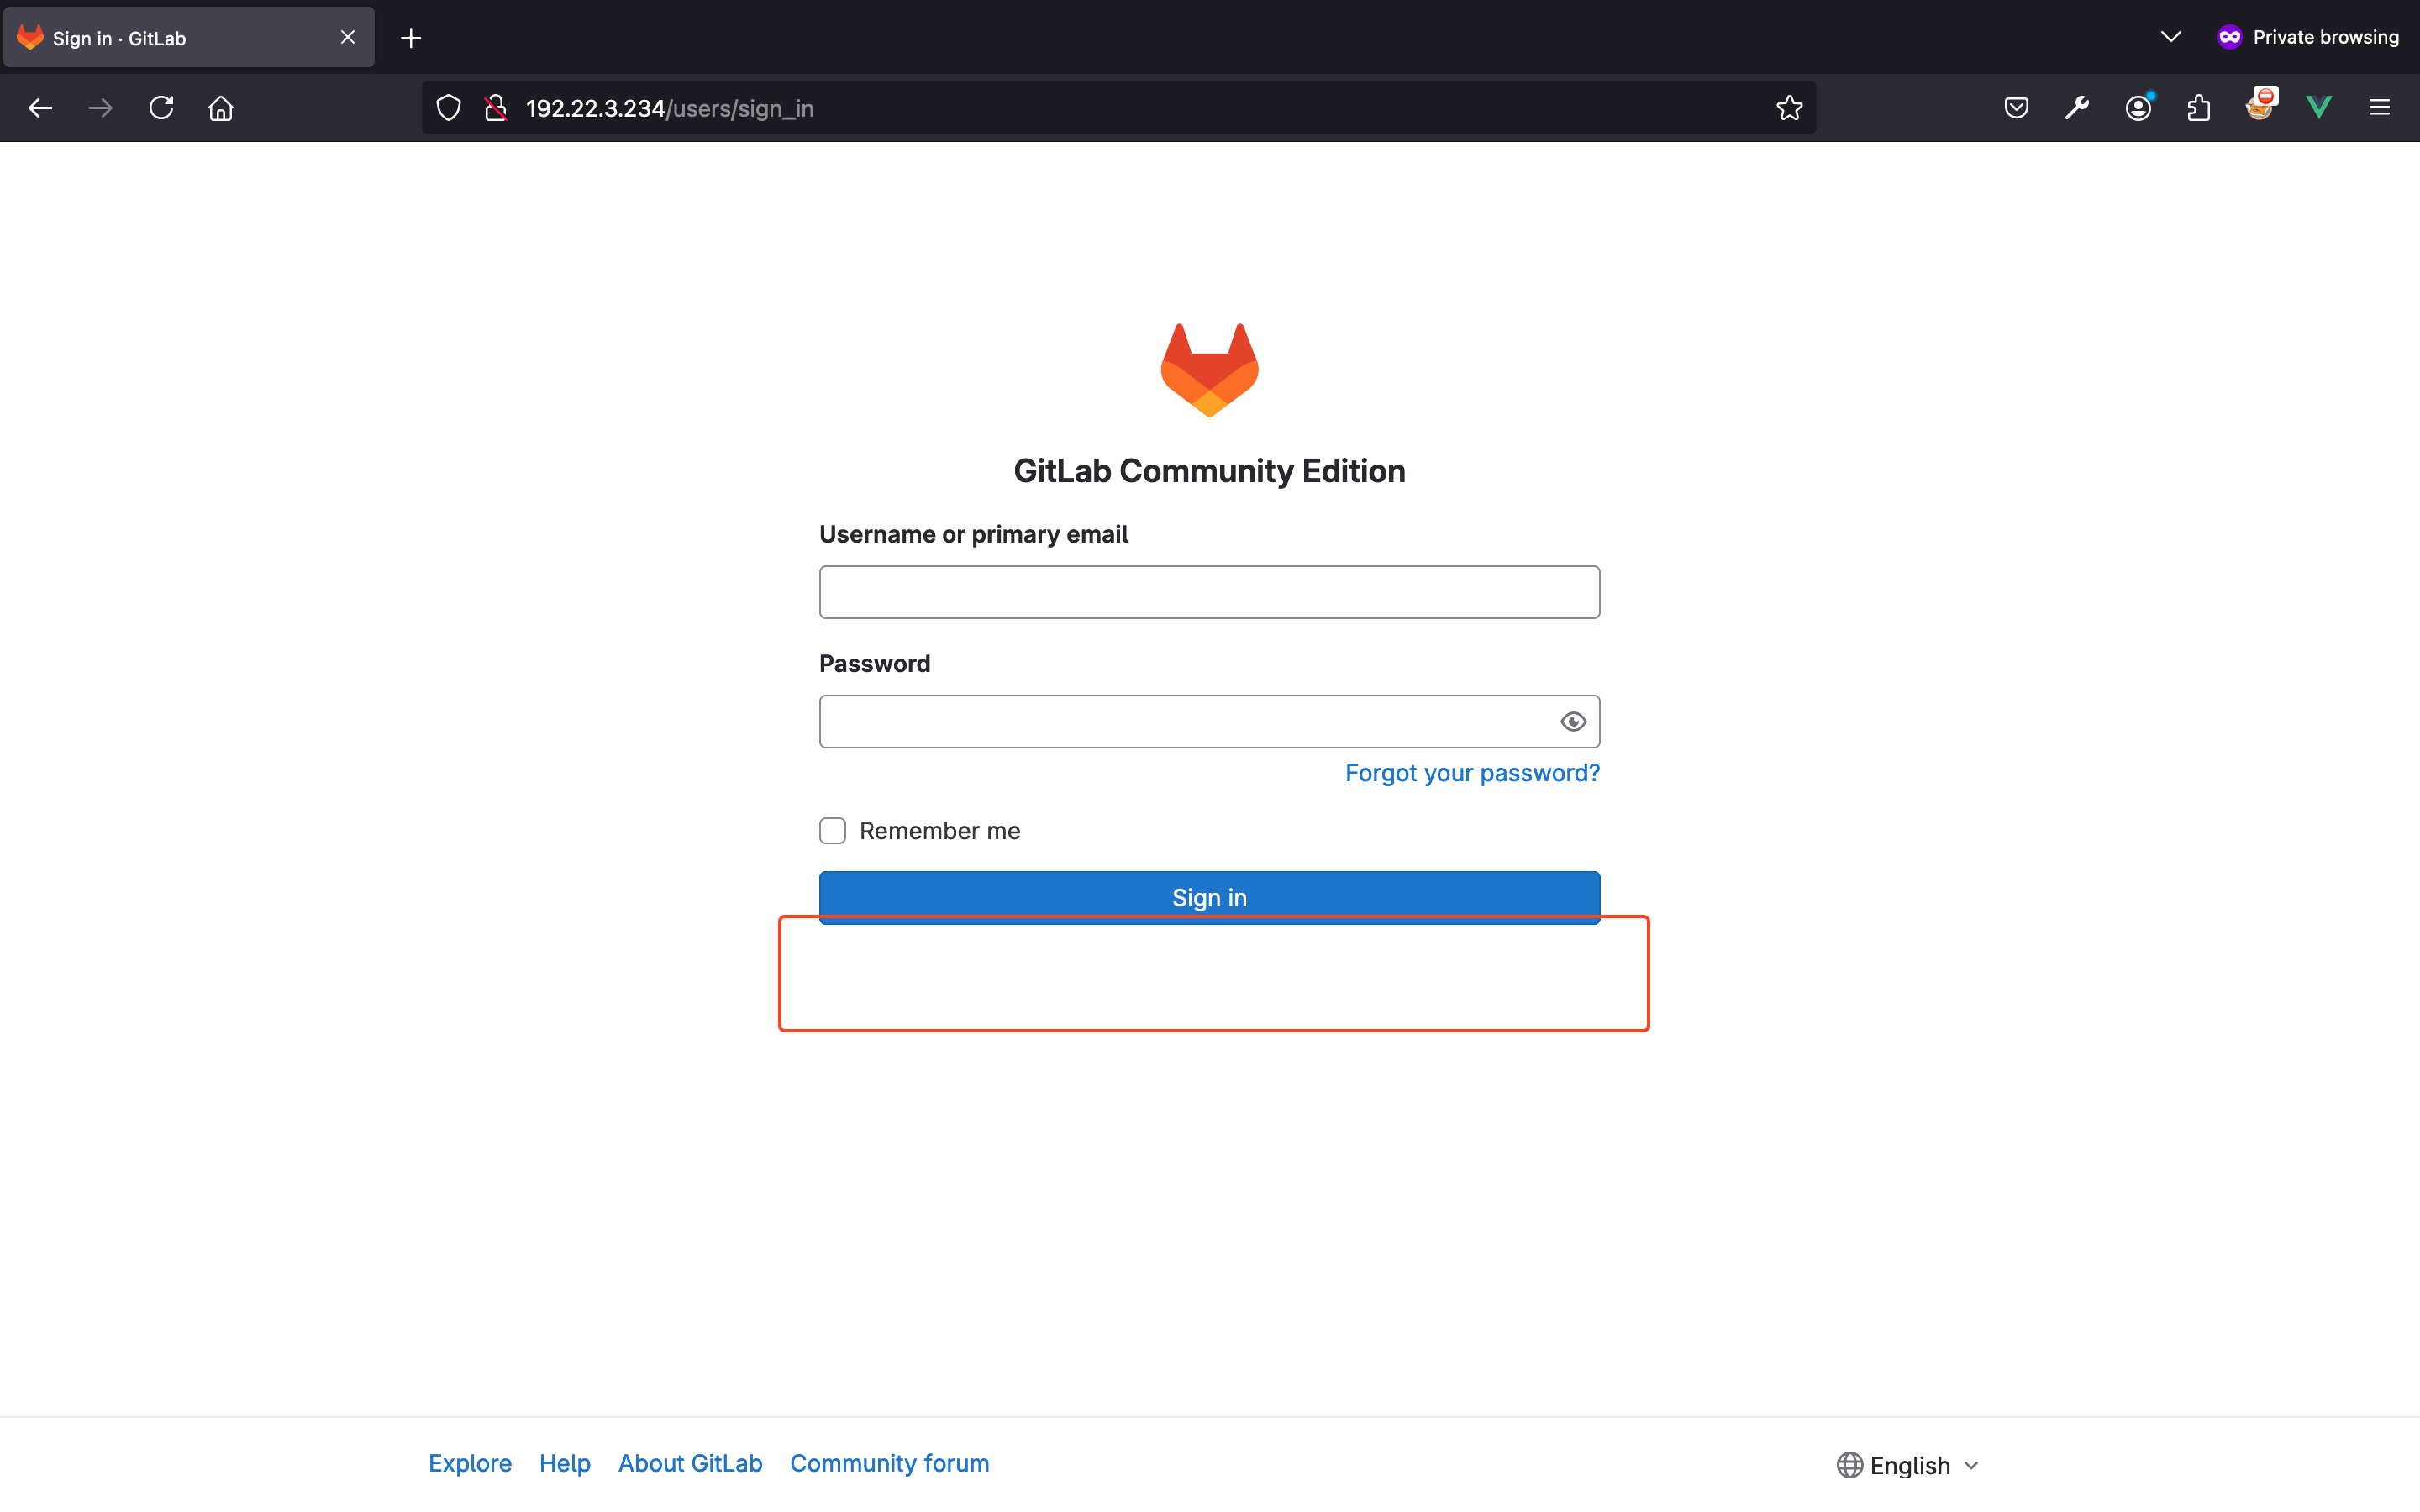 Sign in · GitLab
Private browsing
192.22.3.234/users/sign_in
GitLab Community Edition
Username or primary email
Password
Forgot your password?
Remember me
Sign in
Explore Help About GitLab Community forum
English